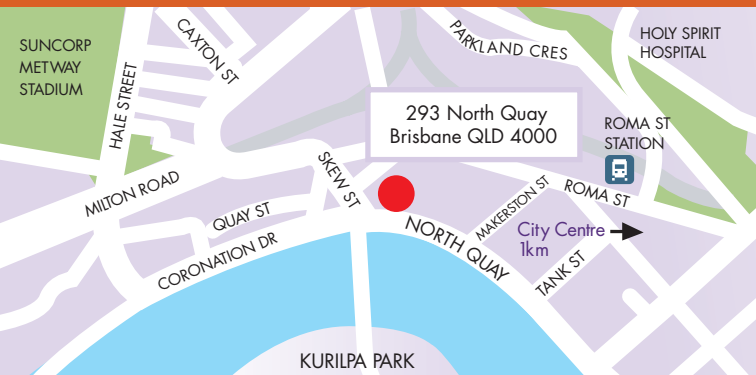 SUNCORP
METWAY
STADIUM
CAXTON ST
HALE STREET
PARKLAND CRES
HOLY SPIRIT
HOSPITAL
293 North Quay
Brisbane QLD 4000
ROMA ST
STATION
MILTON ROAD
SKEW ST
QUAY ST
CORONATION DR
NORTH QUAY
MAKERSTON ST
ROMA ST
City Centre
1km
TANK ST
KURILPA PARK